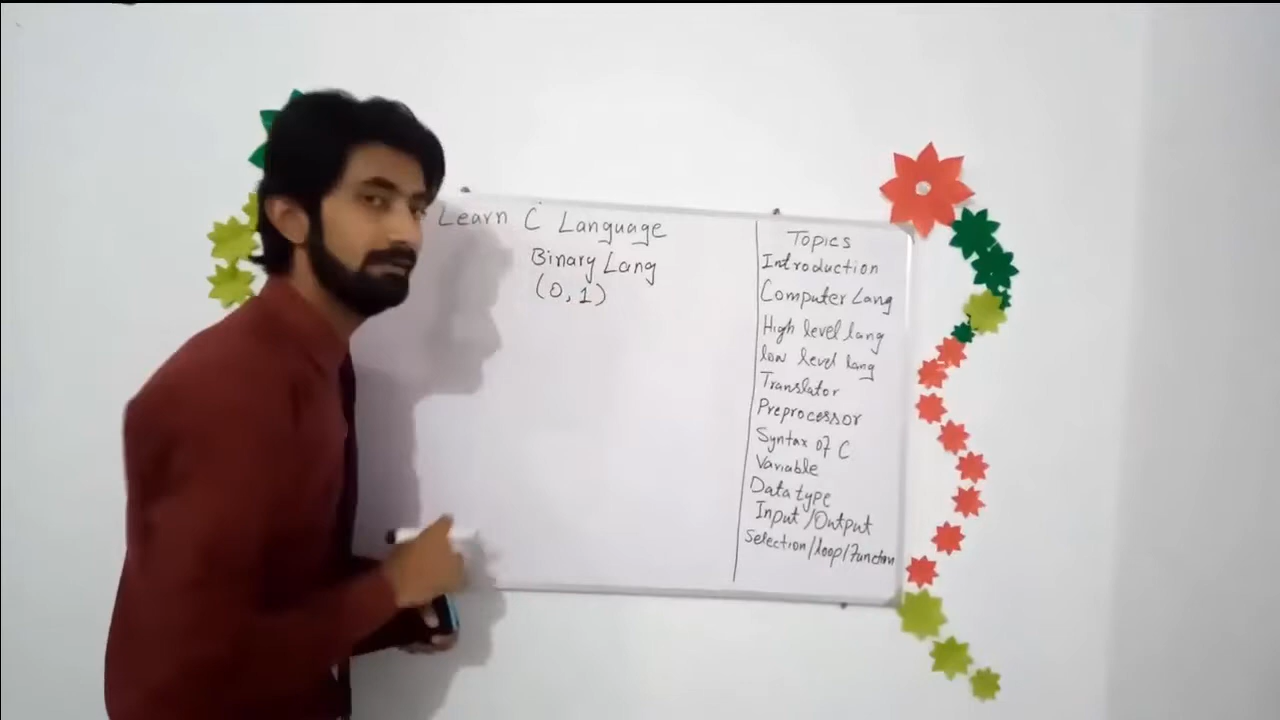 Learn C Language
Binary Lang
(0, 1)
Topics
Introduction
Computer Lang
High level lang
low level lang
Translator
Preprocessor
Syntax of C
Variable
Data type
Input/Output
Selection/loop/Function